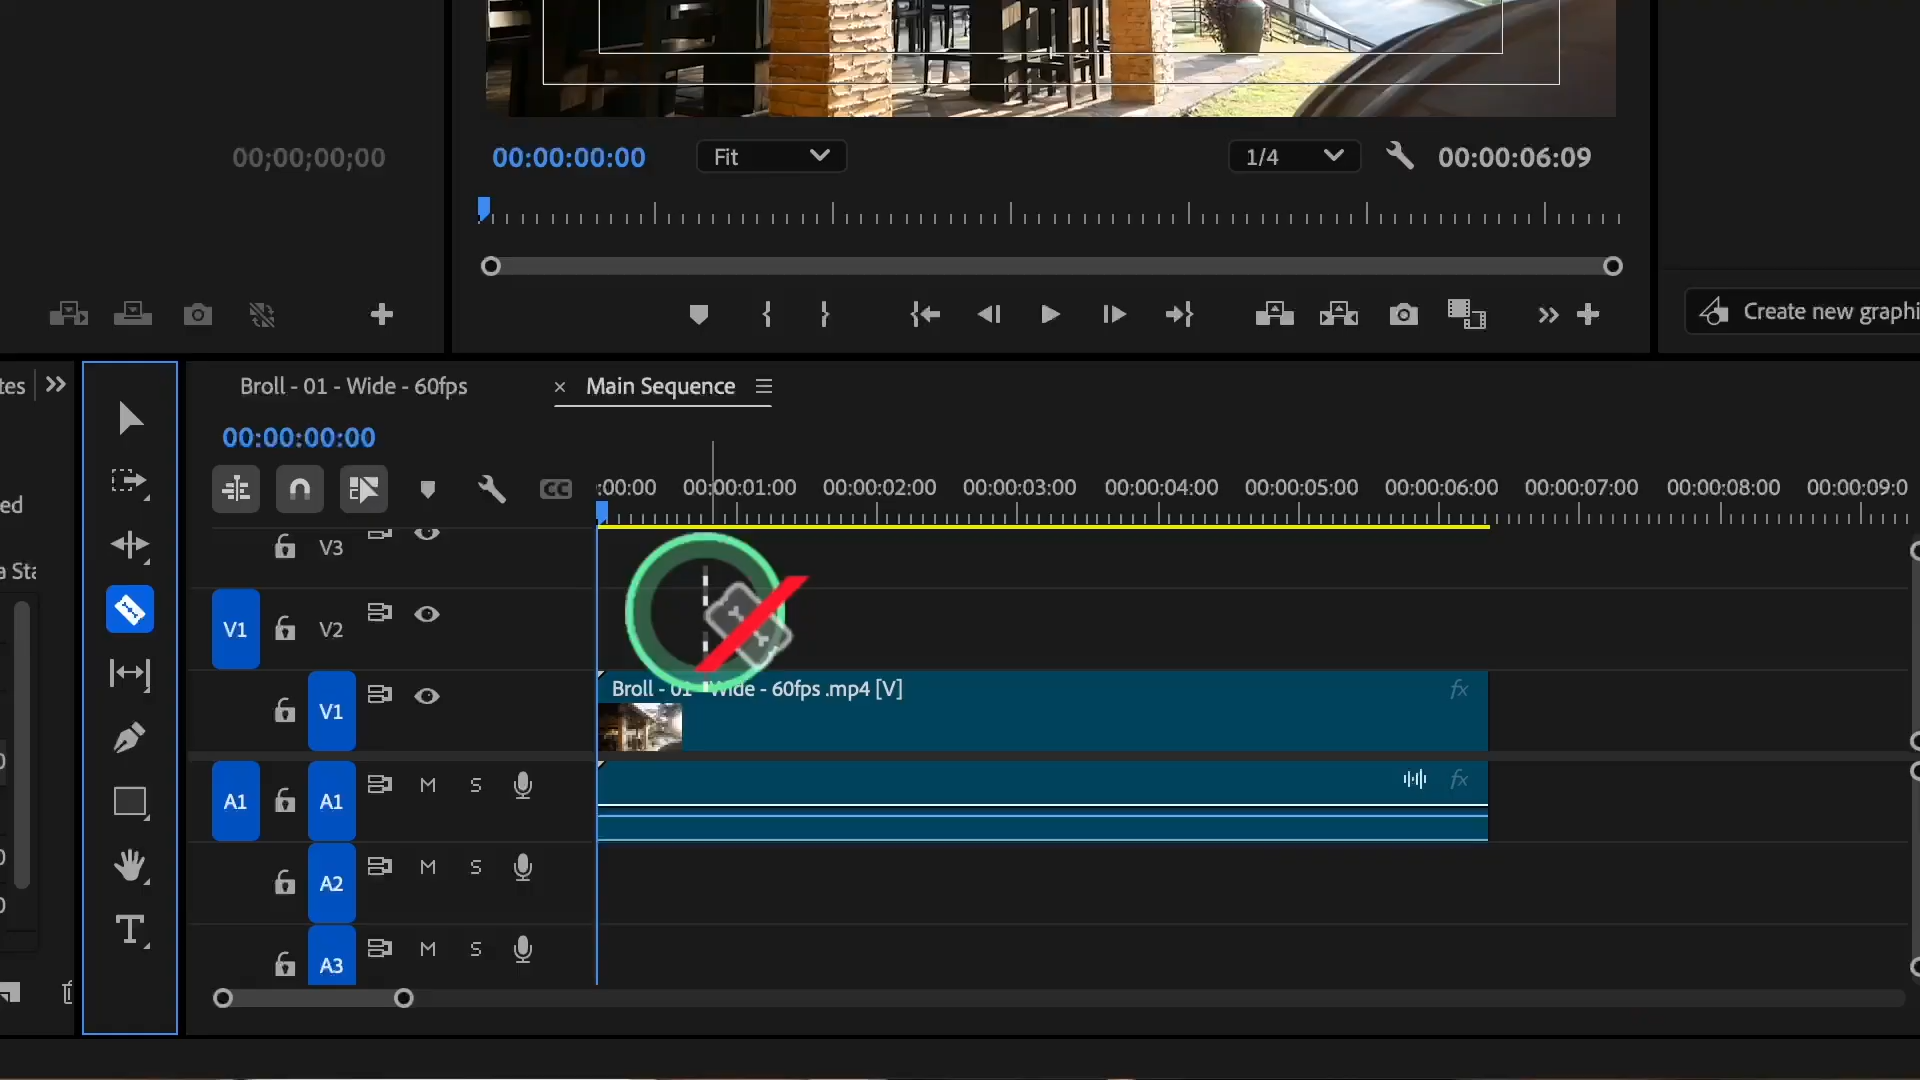 00;00;00;00
00:00:00:00
Fit
1/4
00:00:06:09
Create new graphi
tes
Broll - 01 - Wide - 60fps
× Main Sequence
00:00:00:00
CC
:00:00
00:00:01:00
00:00:02:00
00:00:03:00
00:00:04:00
00:00:05:00
00:00:06:00
00:00:07:00
00:00:08:00
00:00:09:0
ed
V3
a Sta
V1
V2
Broll - 01 - Wide - 60fps .mp4 [V]
fx
V1
A1
A1
M
S
fx
A2
M
S
T
A3
M
S